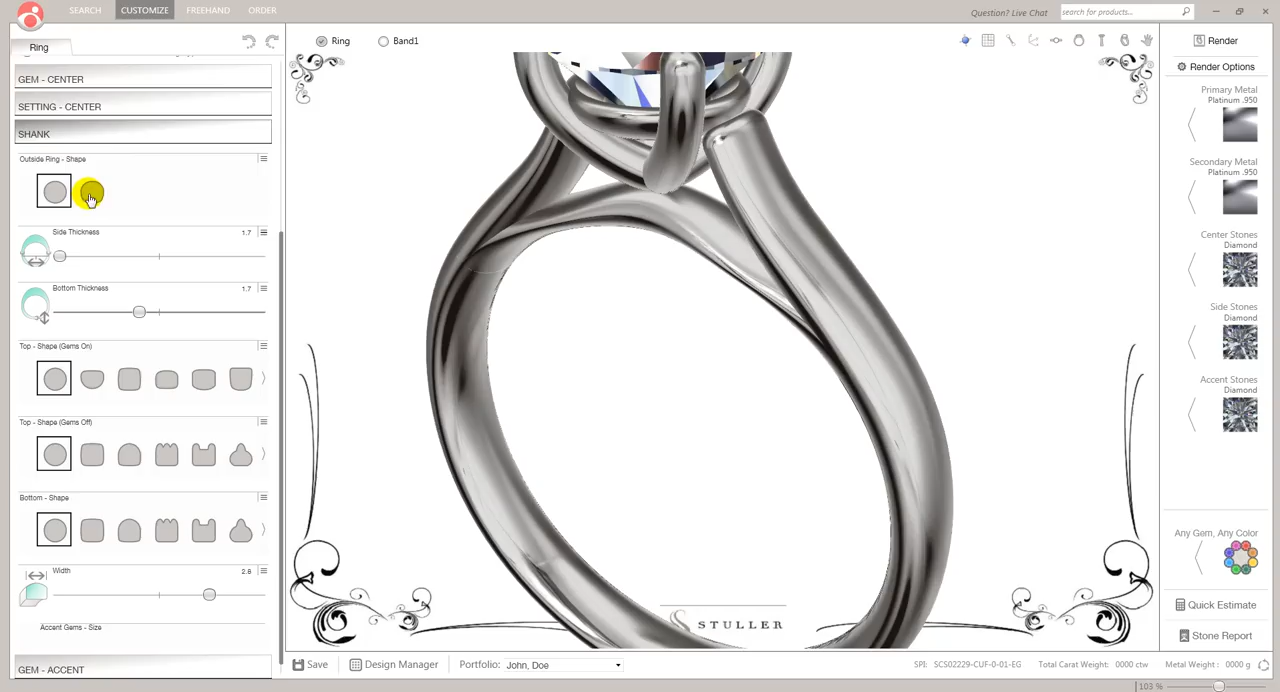 SEARCH
CUSTOMIZE
FREEHAND
ORDER
Question? Live Chat
search for products...
Ring
Ring
Band1
Render
Render Options
GEM - CENTER
SETTING - CENTER
SHANK
Outside Ring - Shape
Side Thickness
1.7
Bottom Thickness
1.7
Top - Shape (Gems On)
Top - Shape (Gems Off)
Bottom - Shape
Width
2.8
Accent Gems - Size
GEM - ACCENT
Primary Metal
Platinum .950
Secondary Metal
Platinum .950
Center Stones
Diamond
Side Stones
Diamond
Accent Stones
Diamond
Any Gem, Any Color
Quick Estimate
Stone Report
STULLER
Save
Design Manager
Portfolio:
John, Doe
SPI: SCS02229-CUF-0-01-EG
Total Carat Weight: 0000 ctw
Metal Weight : 0000 g
103 %